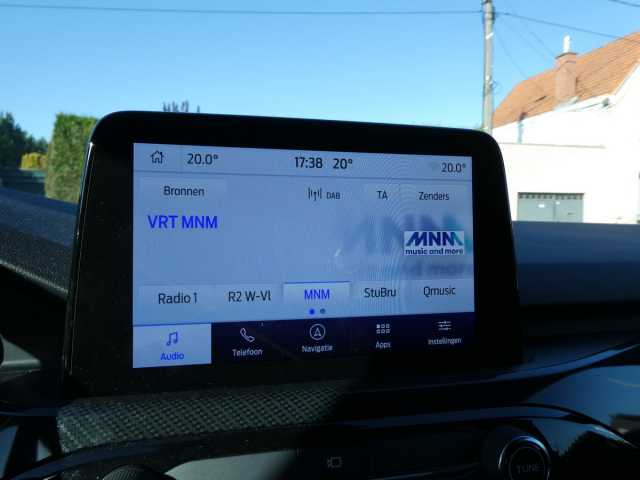 20.0° 17:38 20° 20.0°
Bronnen DAB TA Zenders
VRT MNM
MNM
music and more
Radio 1 R2 W-Vl MNM StuBru Qmusic
Audio Telefoon Navigatie Apps Instellingen
TUNE